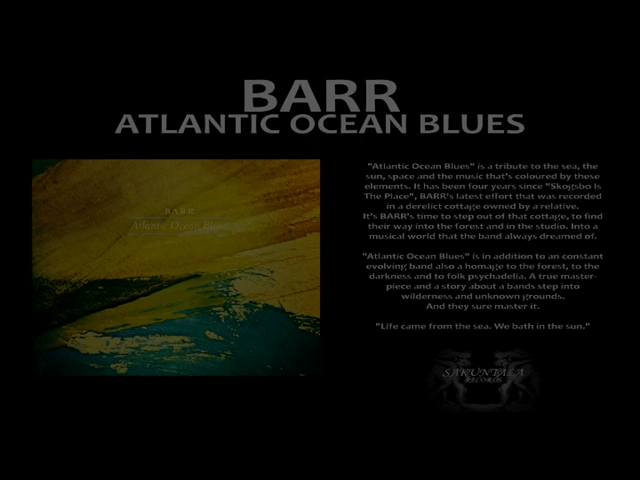 BARR
ATLANTIC OCEAN BLUES
BARR
Atlantic Ocean Blues
"Atlantic Ocean Blues" is a tribute to the sea, the
sun, space and the music that's coloured by these
elements. It has been four years since "Skogsbo Is
The Place", BARR's latest effort that was recorded
in a derelict cottage owned by a relative.
It's BARR's time to step out of that cottage, to find
their way into the forest and in the studio. Into a
musical world that the band always dreamed of.
"Atlantic Ocean Blues" is in addition to an constant
evolving band also a homage to the forest, to the
darkness and to folk psychadelia. A true master-
piece and a story about a bands step into
wilderness and unknown grounds.
And they sure master it.
"Life came from the sea. We bath in the sun."
SAKUNTALA
RECORDS